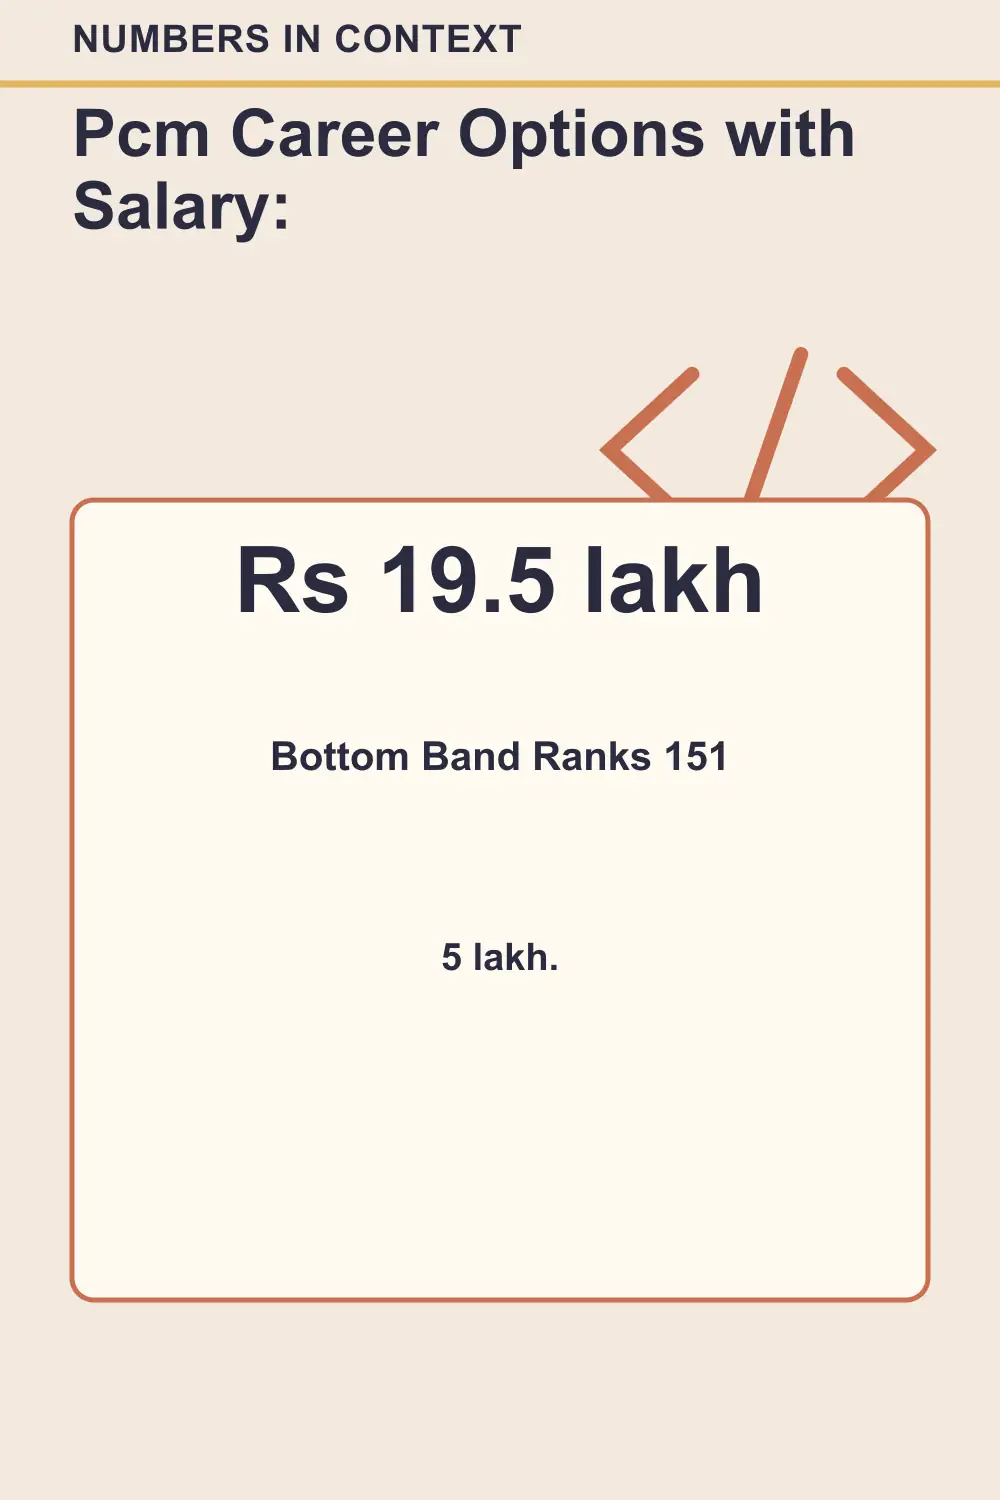 NUMBERS IN CONTEXT
Pcm Career Options with
Salary:
Rs 19.5 lakh
Bottom Band Ranks 151
5 lakh.